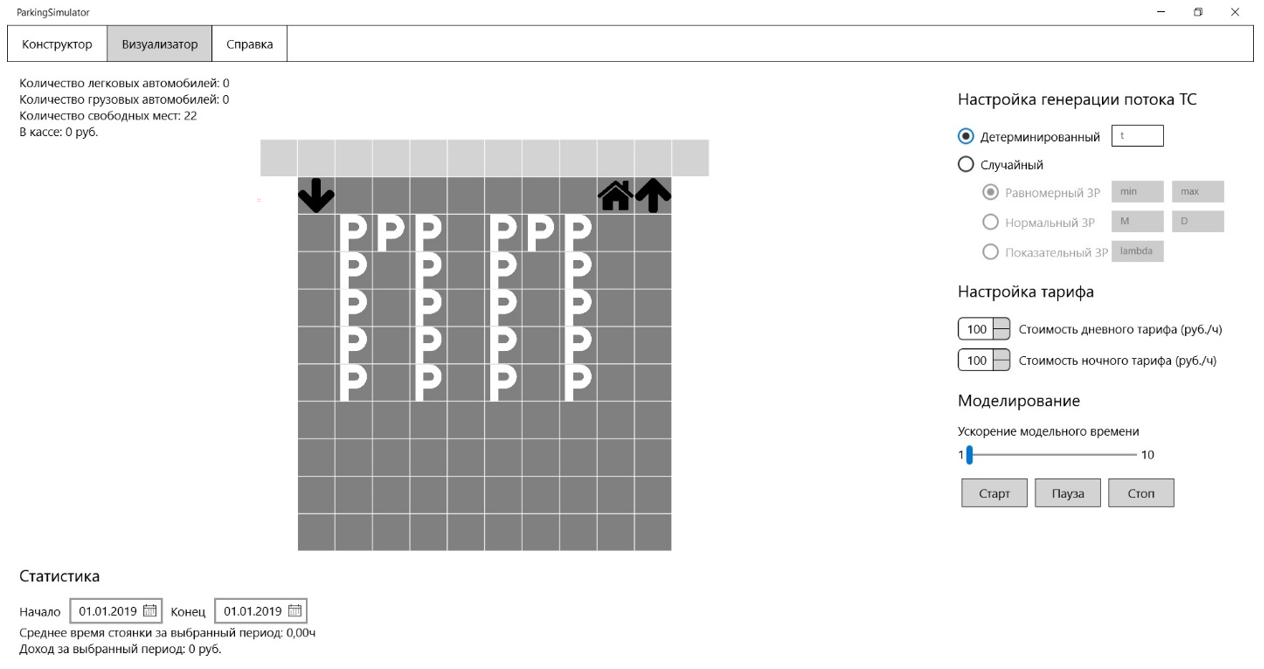 ParkingSimulator
Конструктор Визуализатор Справка
Количество легковых автомобилей: 0
Количество грузовых автомобилей: 0
Количество свободных мест: 22
В кассе: 0 руб.
P P P P P P
P P P P
P P P P
P P P P
P P P P
Настройка генерации потока ТС
Детерминированный t
Случайный
Равномерный ЗР min max
Нормальный ЗР M D
Показательный ЗР lambda
Настройка тарифа
100 Стоимость дневного тарифа (руб./ч)
100 Стоимость ночного тарифа (руб./ч)
Моделирование
Ускорение модельного времени
1 10
Старт Пауза Стоп
Статистика
Начало 01.01.2019 Конец 01.01.2019
Среднее время стоянки за выбранный период: 0,00ч
Доход за выбранный период: 0 руб.